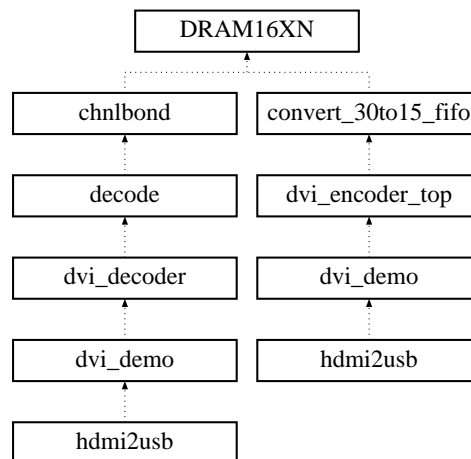 DRAM16XN
chnlbond
convert_30to15_fifo
decode
dvi_encoder_top
dvi_decoder
dvi_demo
dvi_demo
hdmi2usb
hdmi2usb